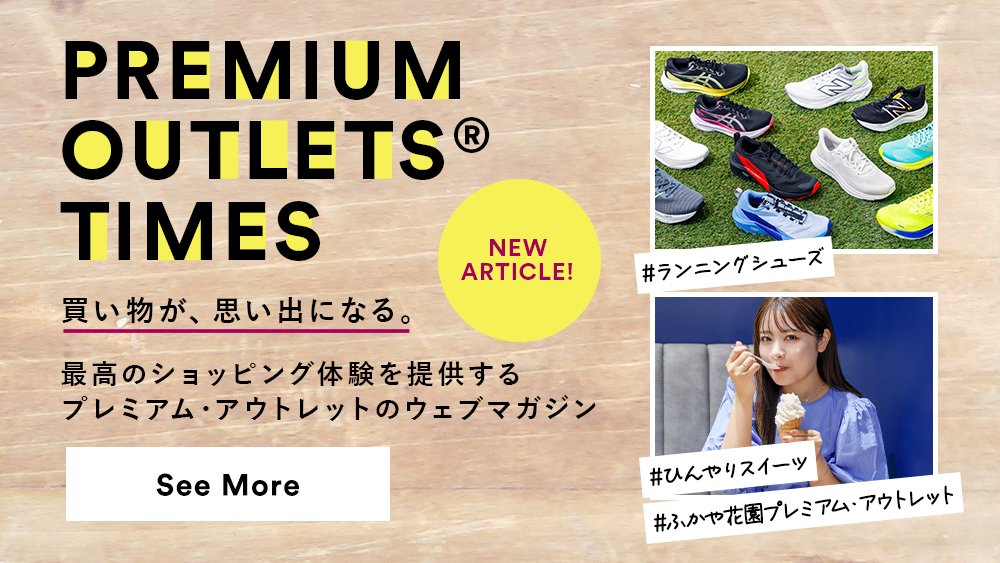 PREMIUM
OUTLETS®
TIMES
NEW
ARTICLE!
買い物が、思い出になる。
最高のショッピング体験を提供する
プレミアム・アウトレットのウェブマガジン
See More
#ランニングシューズ
#ひんやりスイーツ
#ふかや花園プレミアム・アウトレット